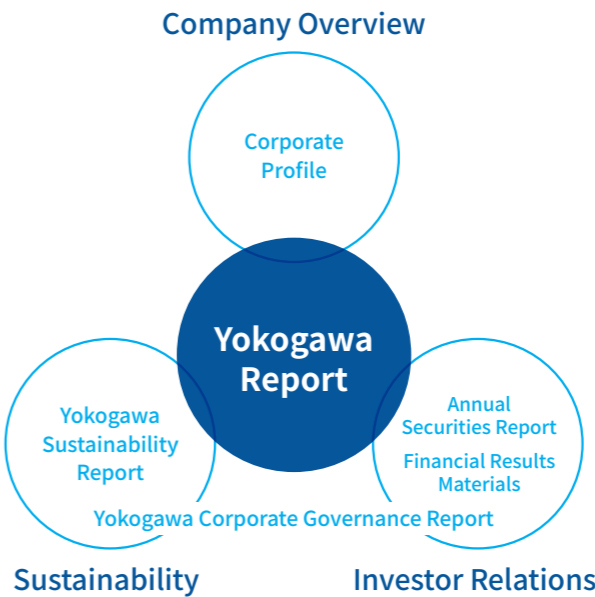 Company Overview
Corporate
Profile
Yokogawa
Report
Yokogawa
Sustainability
Report
Annual
Securities Report
Financial Results
Materials
Yokogawa Corporate Governance Report
Sustainability
Investor Relations